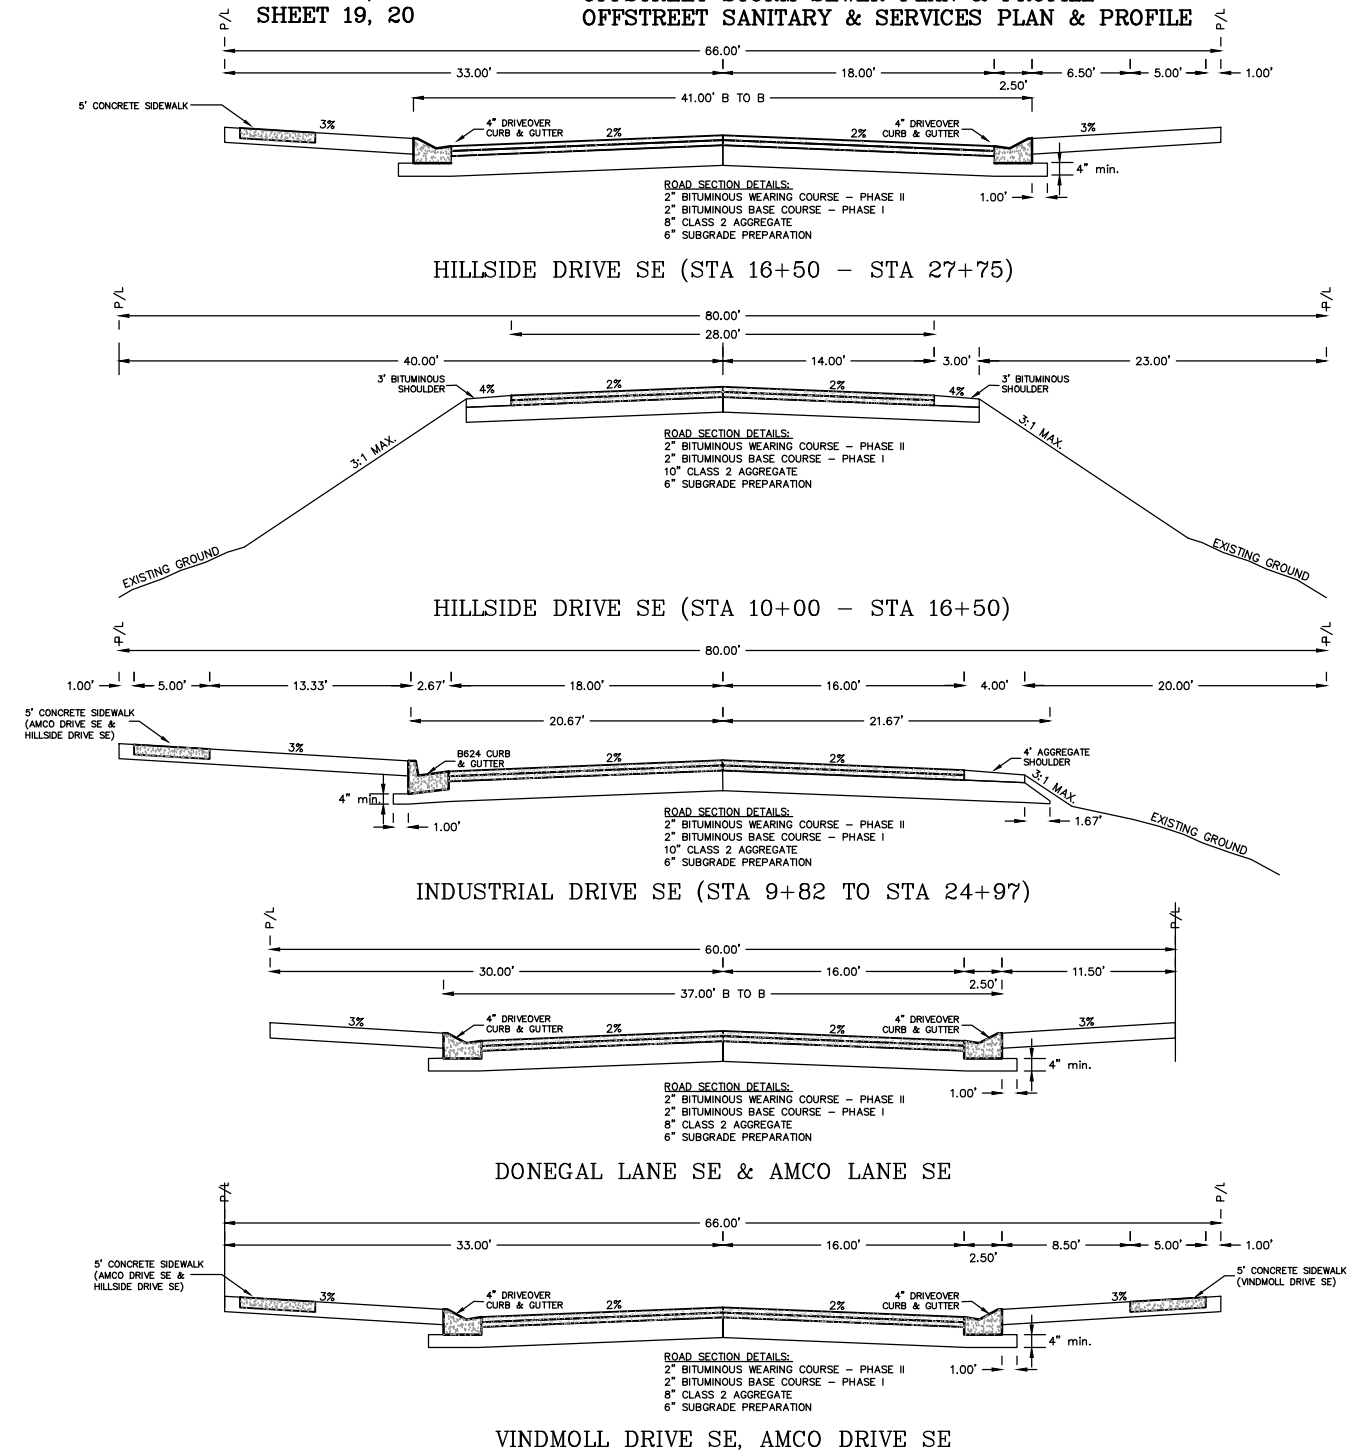 SHEET 19, 20
OFFSTREET SANITARY & SERVICES PLAN & PROFILE
P/L
P/L
66.00'
33.00'
18.00'
2.50'
6.50'
5.00'
1.00'
41.00' B TO B
5' CONCRETE SIDEWALK
3%
4" DRIVEOVER
CURB & GUTTER
2%
2%
4" DRIVEOVER
CURB & GUTTER
3%
4" min.
1.00'
ROAD SECTION DETAILS:
2" BITUMINOUS WEARING COURSE – PHASE II
2" BITUMINOUS BASE COURSE – PHASE I
8" CLASS 2 AGGREGATE
6" SUBGRADE PREPARATION
HILLSIDE DRIVE SE (STA 16+50 – STA 27+75)
P/L
P/L
80.00'
28.00'
40.00'
14.00'
3.00'
23.00'
3' BITUMINOUS
SHOULDER
4%
2%
2%
4%
3' BITUMINOUS
SHOULDER
3:1 MAX.
3:1 MAX.
ROAD SECTION DETAILS:
2" BITUMINOUS WEARING COURSE – PHASE II
2" BITUMINOUS BASE COURSE – PHASE I
10" CLASS 2 AGGREGATE
6" SUBGRADE PREPARATION
EXISTING GROUND
EXISTING GROUND
HILLSIDE DRIVE SE (STA 10+00 – STA 16+50)
P/L
P/L
80.00'
1.00'
5.00'
13.33'
2.67'
18.00'
16.00'
4.00'
20.00'
20.67'
21.67'
5' CONCRETE SIDEWALK
(AMCO DRIVE SE &
HILLSIDE DRIVE SE)
3%
B624 CURB
& GUTTER
2%
2%
4' AGGREGATE
SHOULDER
3:1 MAX.
4" min.
1.00'
1.67'
EXISTING GROUND
ROAD SECTION DETAILS:
2" BITUMINOUS WEARING COURSE – PHASE II
2" BITUMINOUS BASE COURSE – PHASE I
10" CLASS 2 AGGREGATE
6" SUBGRADE PREPARATION
INDUSTRIAL DRIVE SE (STA 9+82 TO STA 24+97)
P/L
P/L
60.00'
30.00'
16.00'
2.50'
11.50'
37.00' B TO B
3%
4" DRIVEOVER
CURB & GUTTER
2%
2%
4" DRIVEOVER
CURB & GUTTER
3%
4" min.
1.00'
ROAD SECTION DETAILS:
2" BITUMINOUS WEARING COURSE – PHASE II
2" BITUMINOUS BASE COURSE – PHASE I
8" CLASS 2 AGGREGATE
6" SUBGRADE PREPARATION
DONEGAL LANE SE & AMCO LANE SE
P/L
P/L
66.00'
33.00'
16.00'
2.50'
8.50'
5.00'
1.00'
5' CONCRETE SIDEWALK
(AMCO DRIVE SE &
HILLSIDE DRIVE SE)
3%
4" DRIVEOVER
CURB & GUTTER
2%
2%
4" DRIVEOVER
CURB & GUTTER
3%
5' CONCRETE SIDEWALK
(VINDMOLL DRIVE SE)
4" min.
1.00'
ROAD SECTION DETAILS:
2" BITUMINOUS WEARING COURSE – PHASE II
2" BITUMINOUS BASE COURSE – PHASE I
8" CLASS 2 AGGREGATE
6" SUBGRADE PREPARATION
VINDMOLL DRIVE SE, AMCO DRIVE SE